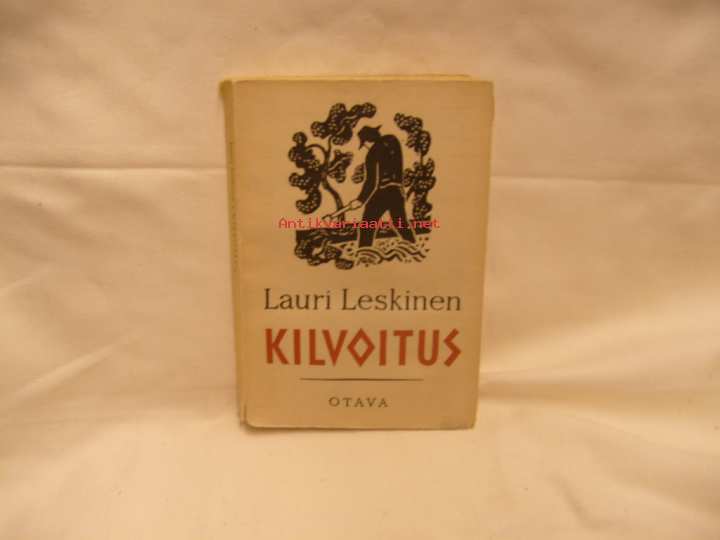 Antikvariaatti.net
Lauri Leskinen
KILVOITUS
OTAVA